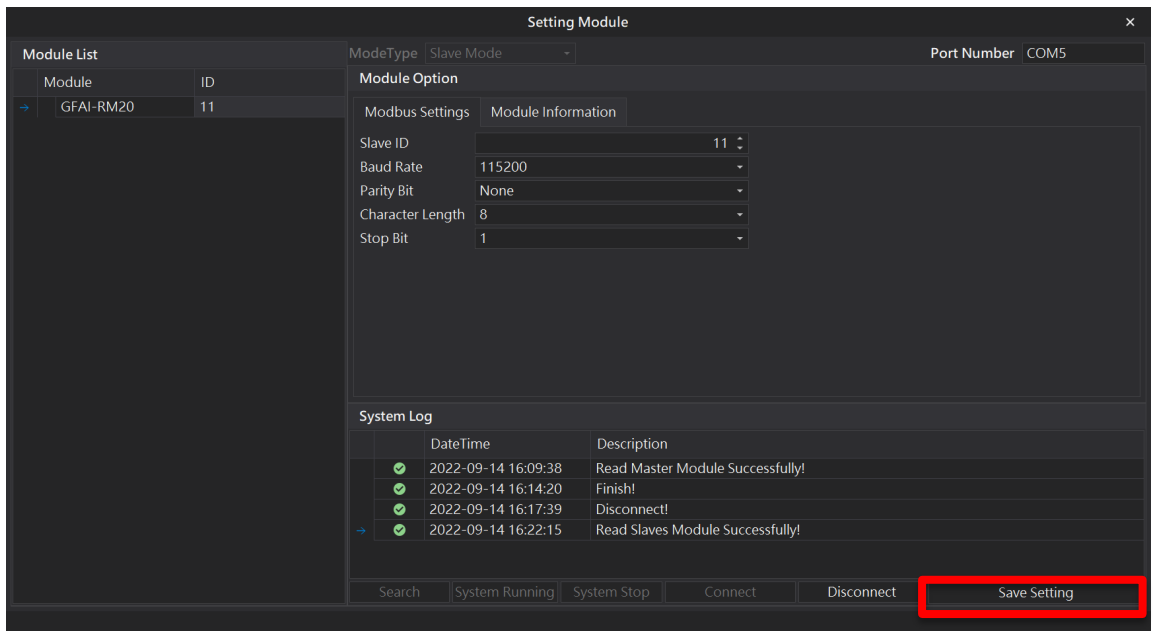 Setting Module
Module List
Module ID
GFAI-RM20 11
ModeType Slave Mode
Port Number COM5
Module Option
Modbus Settings Module Information
Slave ID 11
Baud Rate 115200
Parity Bit None
Character Length 8
Stop Bit 1
System Log
DateTime Description
2022-09-14 16:09:38 Read Master Module Successfully!
2022-09-14 16:14:20 Finish!
2022-09-14 16:17:39 Disconnect!
2022-09-14 16:22:15 Read Slaves Module Successfully!
Search System Running System Stop Connect Disconnect Save Setting